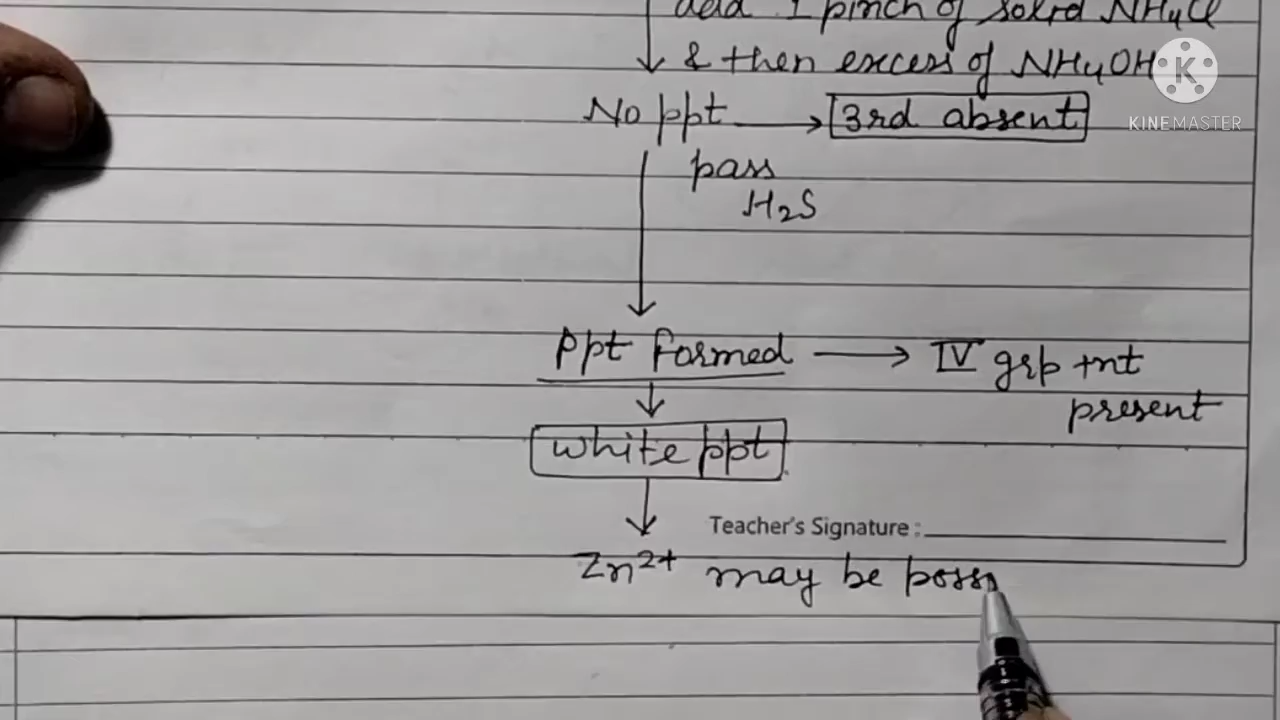 add 1 pinch of solid NH4Cl
& then excess of NH4OH
No ppt → 3rd absent
pass
H2S
Ppt formed → IV grp +nt
present
white ppt
Teacher's Signature :
Zn2+ may be poss
K
KINEMASTER